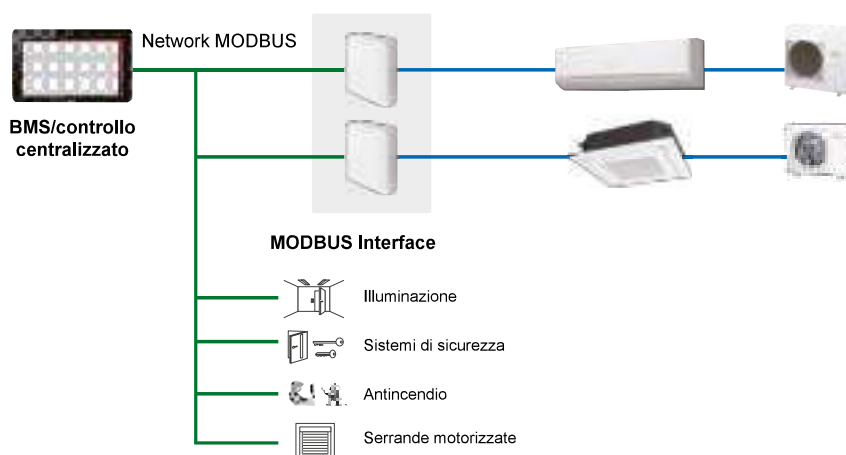 Network MODBUS
BMS/controllo
centralizzato
MODBUS Interface
Illuminazione
Sistemi di sicurezza
Antincendio
Serrande motorizzate